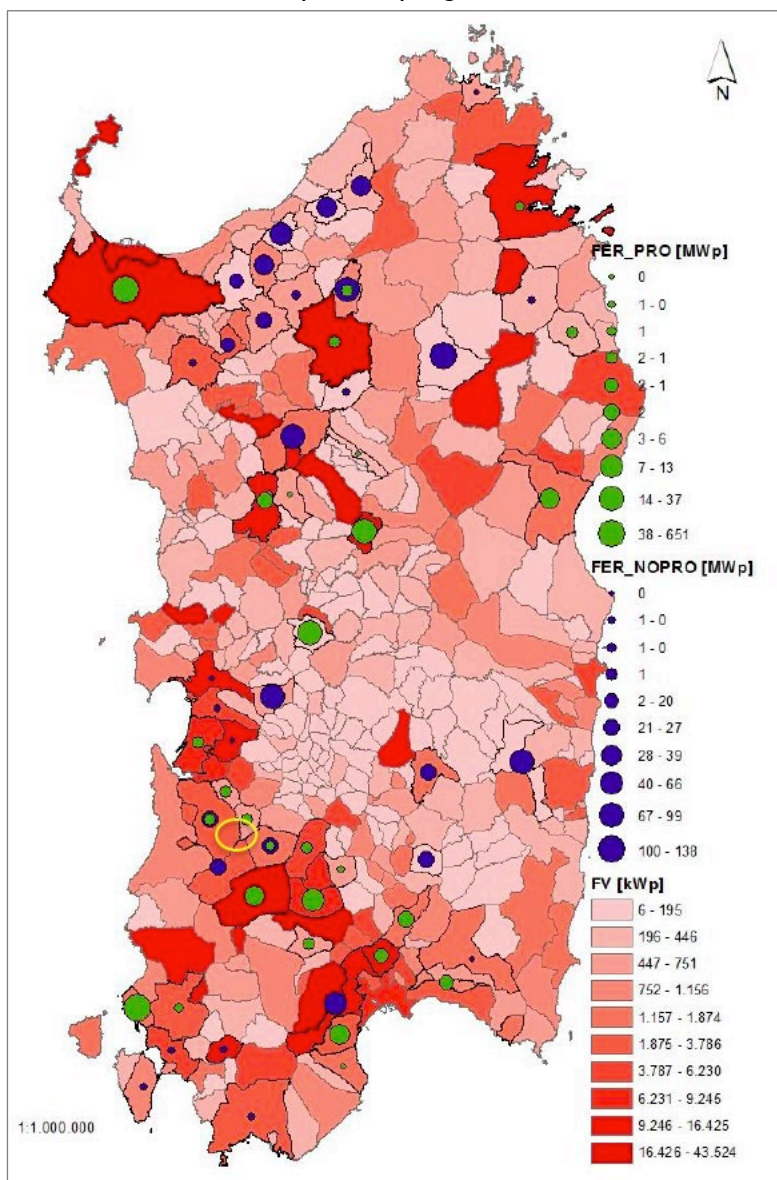 N
FER_PRO [MWp]
0
1 - 0
1
2 - 1
2 - 1
2
3 - 6
7 - 13
14 - 37
38 - 651
FER_NOPRO [MWp]
0
1 - 0
1 - 0
1
2 - 20
21 - 27
28 - 39
40 - 66
67 - 99
100 - 138
FV [kWp]
6 - 195
196 - 446
447 - 751
752 - 1.156
1.157 - 1.874
1.875 - 3.786
3.787 - 6.230
6.231 - 9.245
9.246 - 16.425
16.426 - 43.524
1:1.000.000